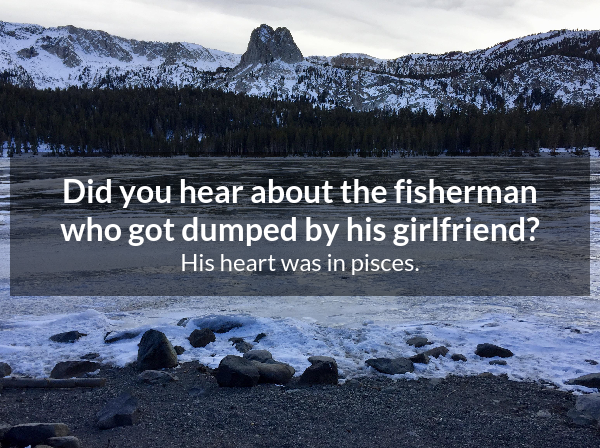 Did you hear about the fisherman
who got dumped by his girlfriend?
His heart was in pisces.